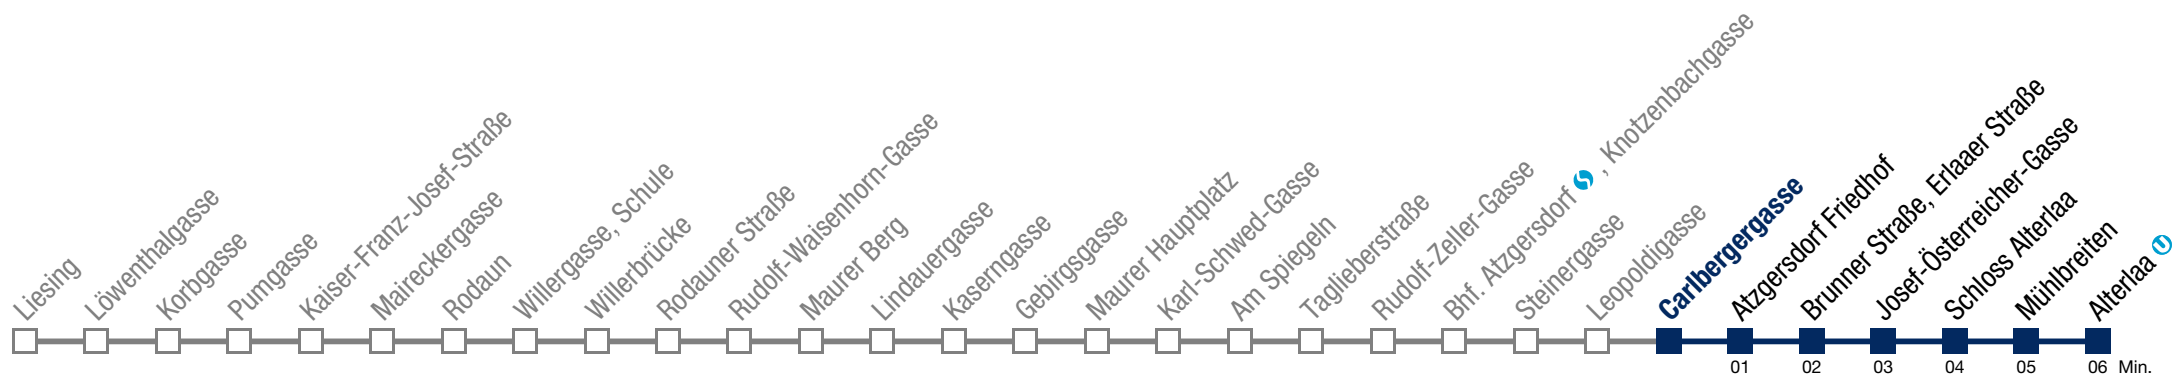 Liesing
Löwenthalgasse
Korbgasse
Pumgasse
Kaiser-Franz-Josef-Straße
Maireckergasse
Rodaun
Willergasse, Schule
Willerbrücke
Rodauner Straße
Rudolf-Waisenhorn-Gasse
Maurer Berg
Lindauergasse
Kaserngasse
Gebirgsgasse
Maurer Hauptplatz
Karl-Schwed-Gasse
Am Spiegeln
Taglieberstraße
Rudolf-Zeller-Gasse
Bhf. Atzgersdorf S, Knotzenbachgasse
Steinergasse
Leopoldigasse
Carlbergergasse
Atzgersdorf Friedhof
Brunner Straße, Erlaaer Straße
Josef-Österreicher-Gasse
Schloss Alterlaa
Mühlbreiten
Alterlaa U
01 02 03 04 05 06 Min.